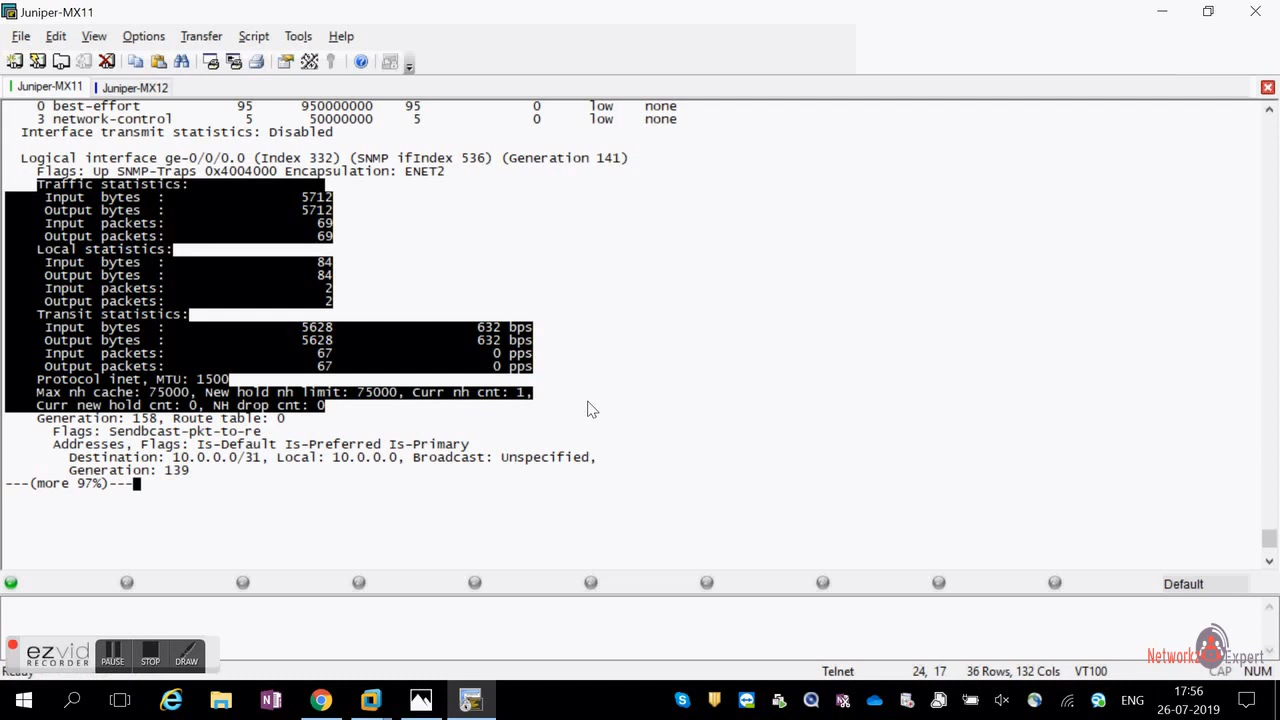 Juniper-MX11
File Edit View Options Transfer Script Tools Help
Juniper-MX11 Juniper-MX12
0 best-effort 95 950000000 95 0 low none
3 network-control 5 50000000 5 0 low none
Interface transmit statistics: Disabled
Logical interface ge-0/0/0.0 (Index 332) (SNMP ifIndex 536) (Generation 141)
Flags: Up SNMP-Traps 0x4004000 Encapsulation: ENET2
Traffic statistics:
Input bytes : 5712
Output bytes : 5712
Input packets: 69
Output packets: 69
Local statistics:
Input bytes : 84
Output bytes : 84
Input packets: 2
Output packets: 2
Transit statistics:
Input bytes : 5628 632 bps
Output bytes : 5628 632 bps
Input packets: 67 0 pps
Output packets: 67 0 pps
Protocol inet, MTU: 1500
Max nh cache: 75000, New hold nh limit: 75000, Curr nh cnt: 1,
Curr new hold cnt: 0, NH drop cnt: 0
Generation: 158, Route table: 0
Flags: Sendbcast-pkt-to-re
Addresses, Flags: Is-Default Is-Preferred Is-Primary
Destination: 10.0.0.0/31, Local: 10.0.0.0, Broadcast: Unspecified,
Generation: 139
---(more 97%)---
Default
ezvid
RECORDER
PAUSE STOP DRAW
Ready Telnet 24, 17 36 Rows, 132 Cols VT100 CAP NUM
ENG
17:56
26-07-2019